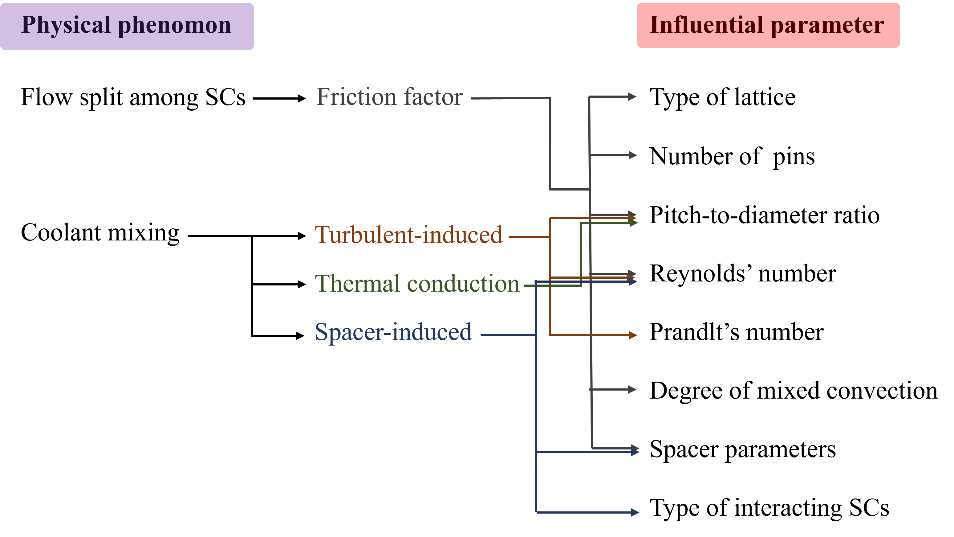 Physical phenomon
Influential parameter
Flow split among SCs
Friction factor
Type of lattice
Number of pins
Coolant mixing
Turbulent-induced
Pitch-to-diameter ratio
Thermal conduction
Reynolds’ number
Spacer-induced
Prandlt’s number
Degree of mixed convection
Spacer parameters
Type of interacting SCs